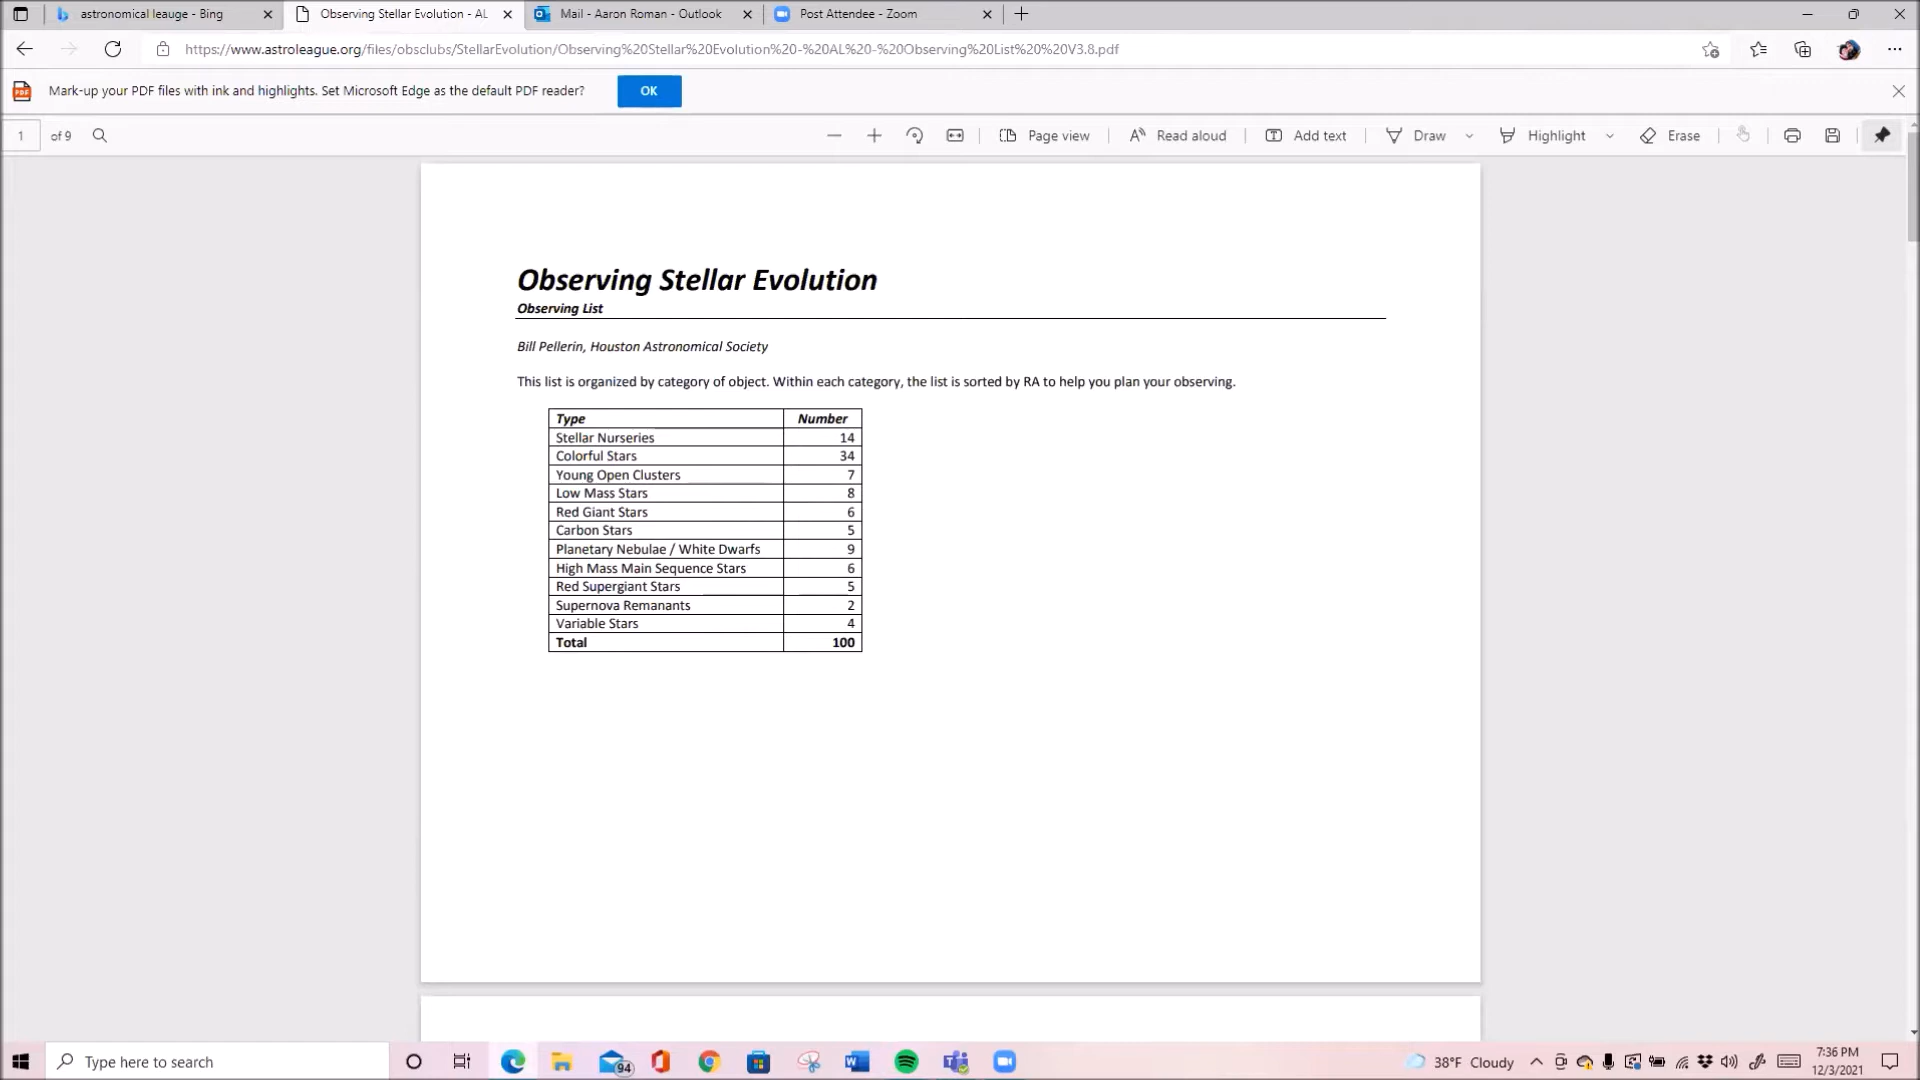 astronomical leauge - Bing
Observing Stellar Evolution - AL
Mail - Aaron Roman - Outlook
Post Attendee - Zoom
https://www.astroleague.org/files/obsclubs/StellarEvolution/Observing%20Stellar%20Evolution%20-%20AL%20-%20Observing%20List%20%20V3.8.pdf
Mark-up your PDF files with ink and highlights. Set Microsoft Edge as the default PDF reader? OK
1 of 9 Page view Read aloud Add text Draw Highlight Erase
Observing Stellar Evolution
Observing List
Bill Pellerin, Houston Astronomical Society
This list is organized by category of object. Within each category, the list is sorted by RA to help you plan your observing.
Type Number
Stellar Nurseries 14
Colorful Stars 34
Young Open Clusters 7
Low Mass Stars 8
Red Giant Stars 6
Carbon Stars 5
Planetary Nebulae / White Dwarfs 9
High Mass Main Sequence Stars 6
Red Supergiant Stars 5
Supernova Remanants 2
Variable Stars 4
Total 100
Type here to search
94
38°F Cloudy
7:36 PM
12/3/2021